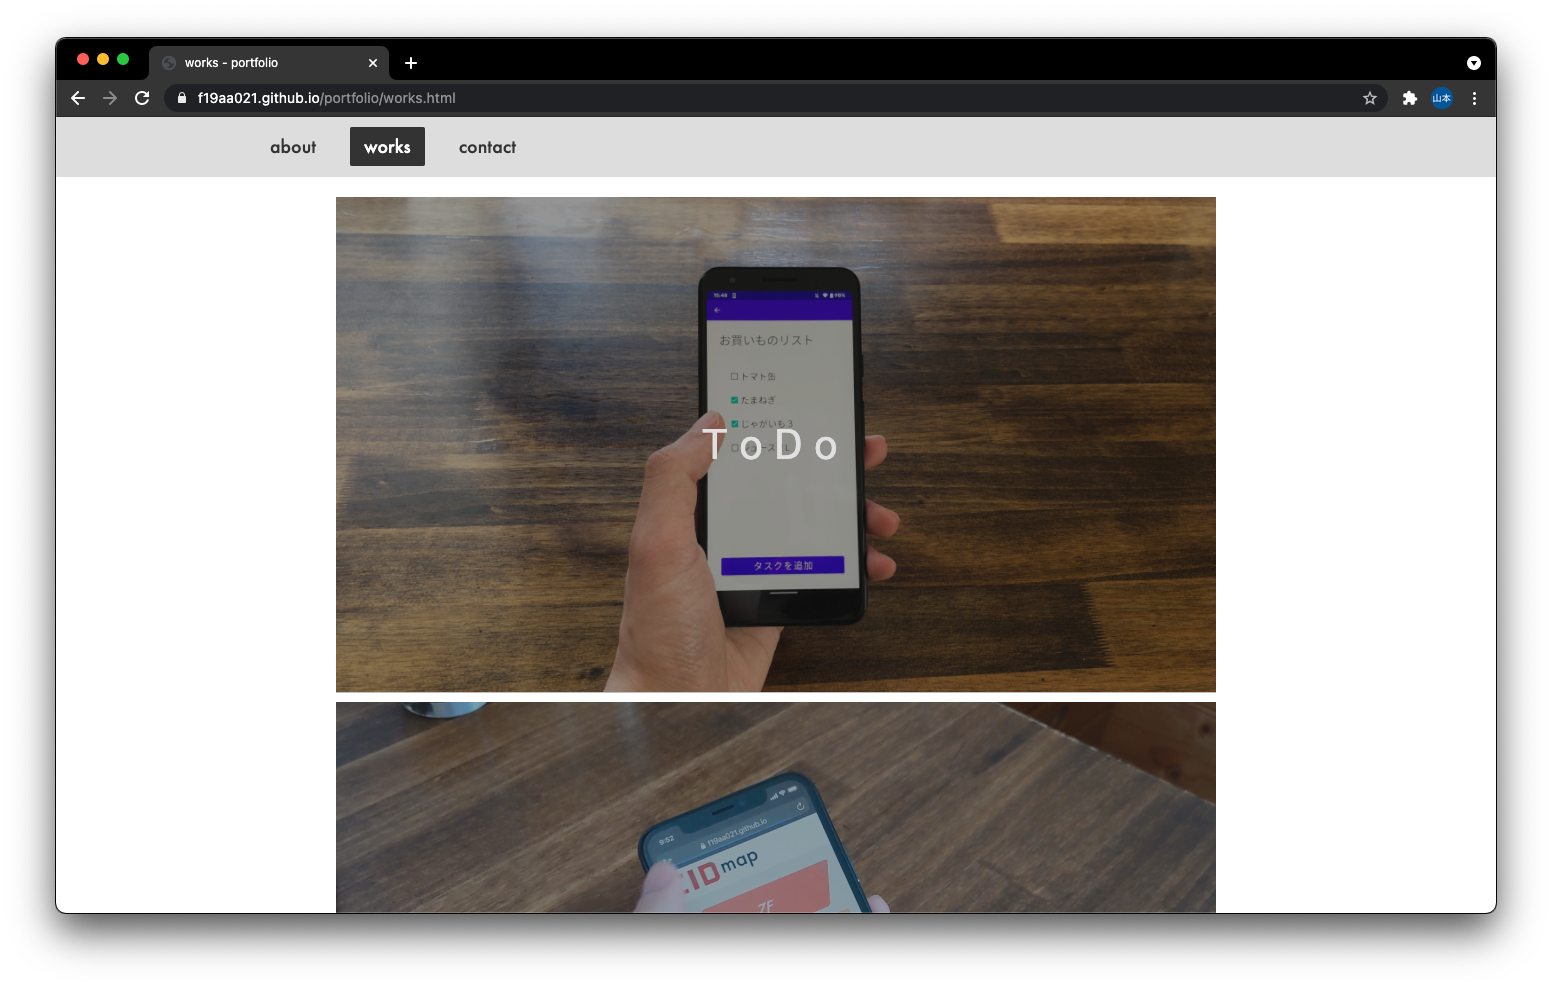 works - portfolio
f19aa021.github.io/portfolio/works.html
山本
about works contact
お買いものリスト
トマト缶
たまねぎ
じゃがいも3
ToDo
タスクを追加
9:52
f19aa021.github.io
map
7F